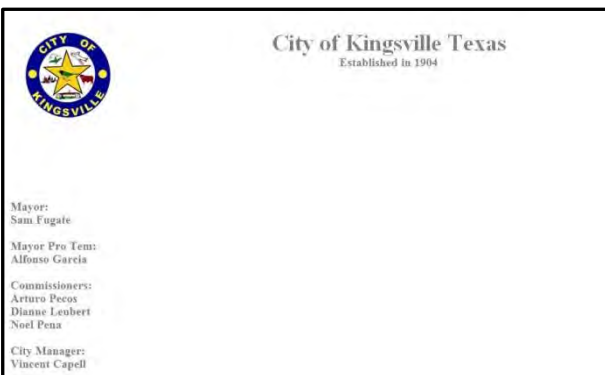 CITY OF
KINGSVILLE
City of Kingsville Texas
Established in 1904
Mayor:
Sam Fugate
Mayor Pro Tem:
Alfonso Garcia
Commissioners:
Arturo Pecos
Dianne Leubert
Noel Pena
City Manager:
Vincent Capell